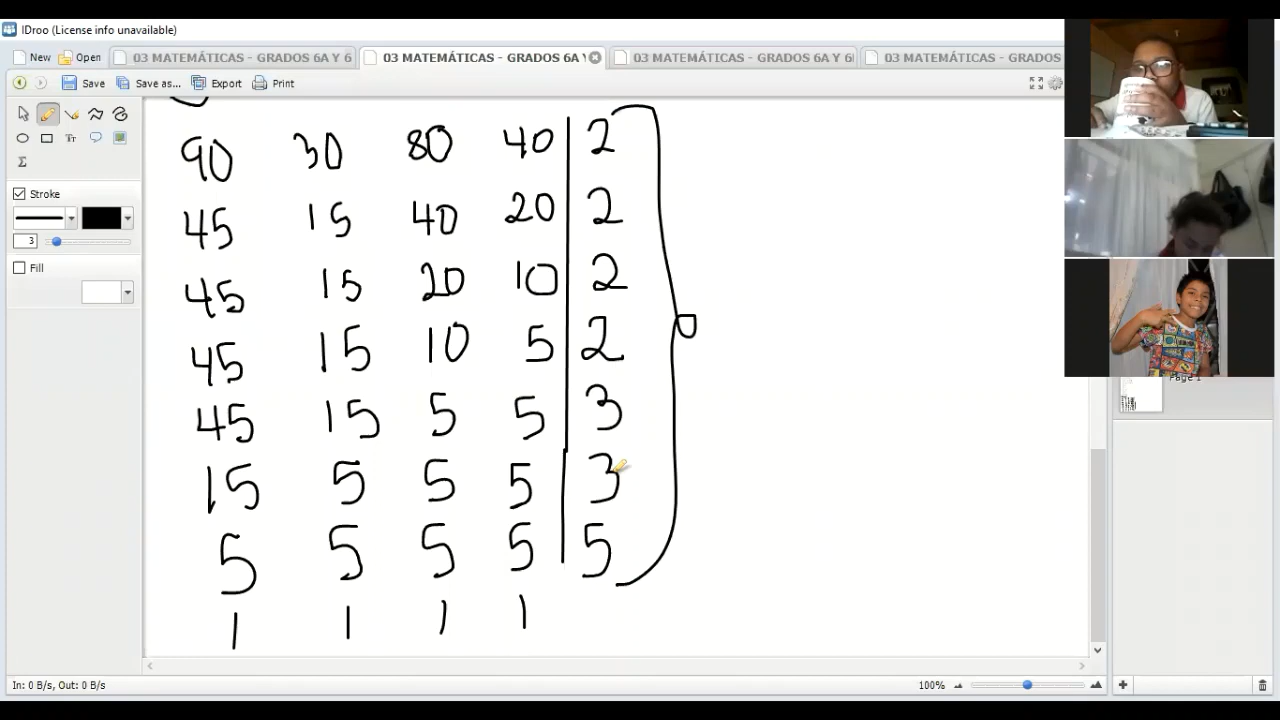 IDroo (License info unavailable)
New Open 03 MATEMÁTICAS - GRADOS 6A Y 6 03 MATEMÁTICAS - GRADOS 6A Y 03 MATEMÁTICAS - GRADOS 6A Y 6 03 MATEMÁTICAS - GRADOS
Save Save as... Export Print
Tr
Σ
Stroke
3
Fill
90 30 80 40 2
45 15 40 20 2
45 15 20 10 2
45 15 10 5 2
45 15 5 5 3
15 5 5 5 3
5 5 5 5 5
1 1 1 1
Page 1
In: 0 B/s, Out: 0 B/s 100%